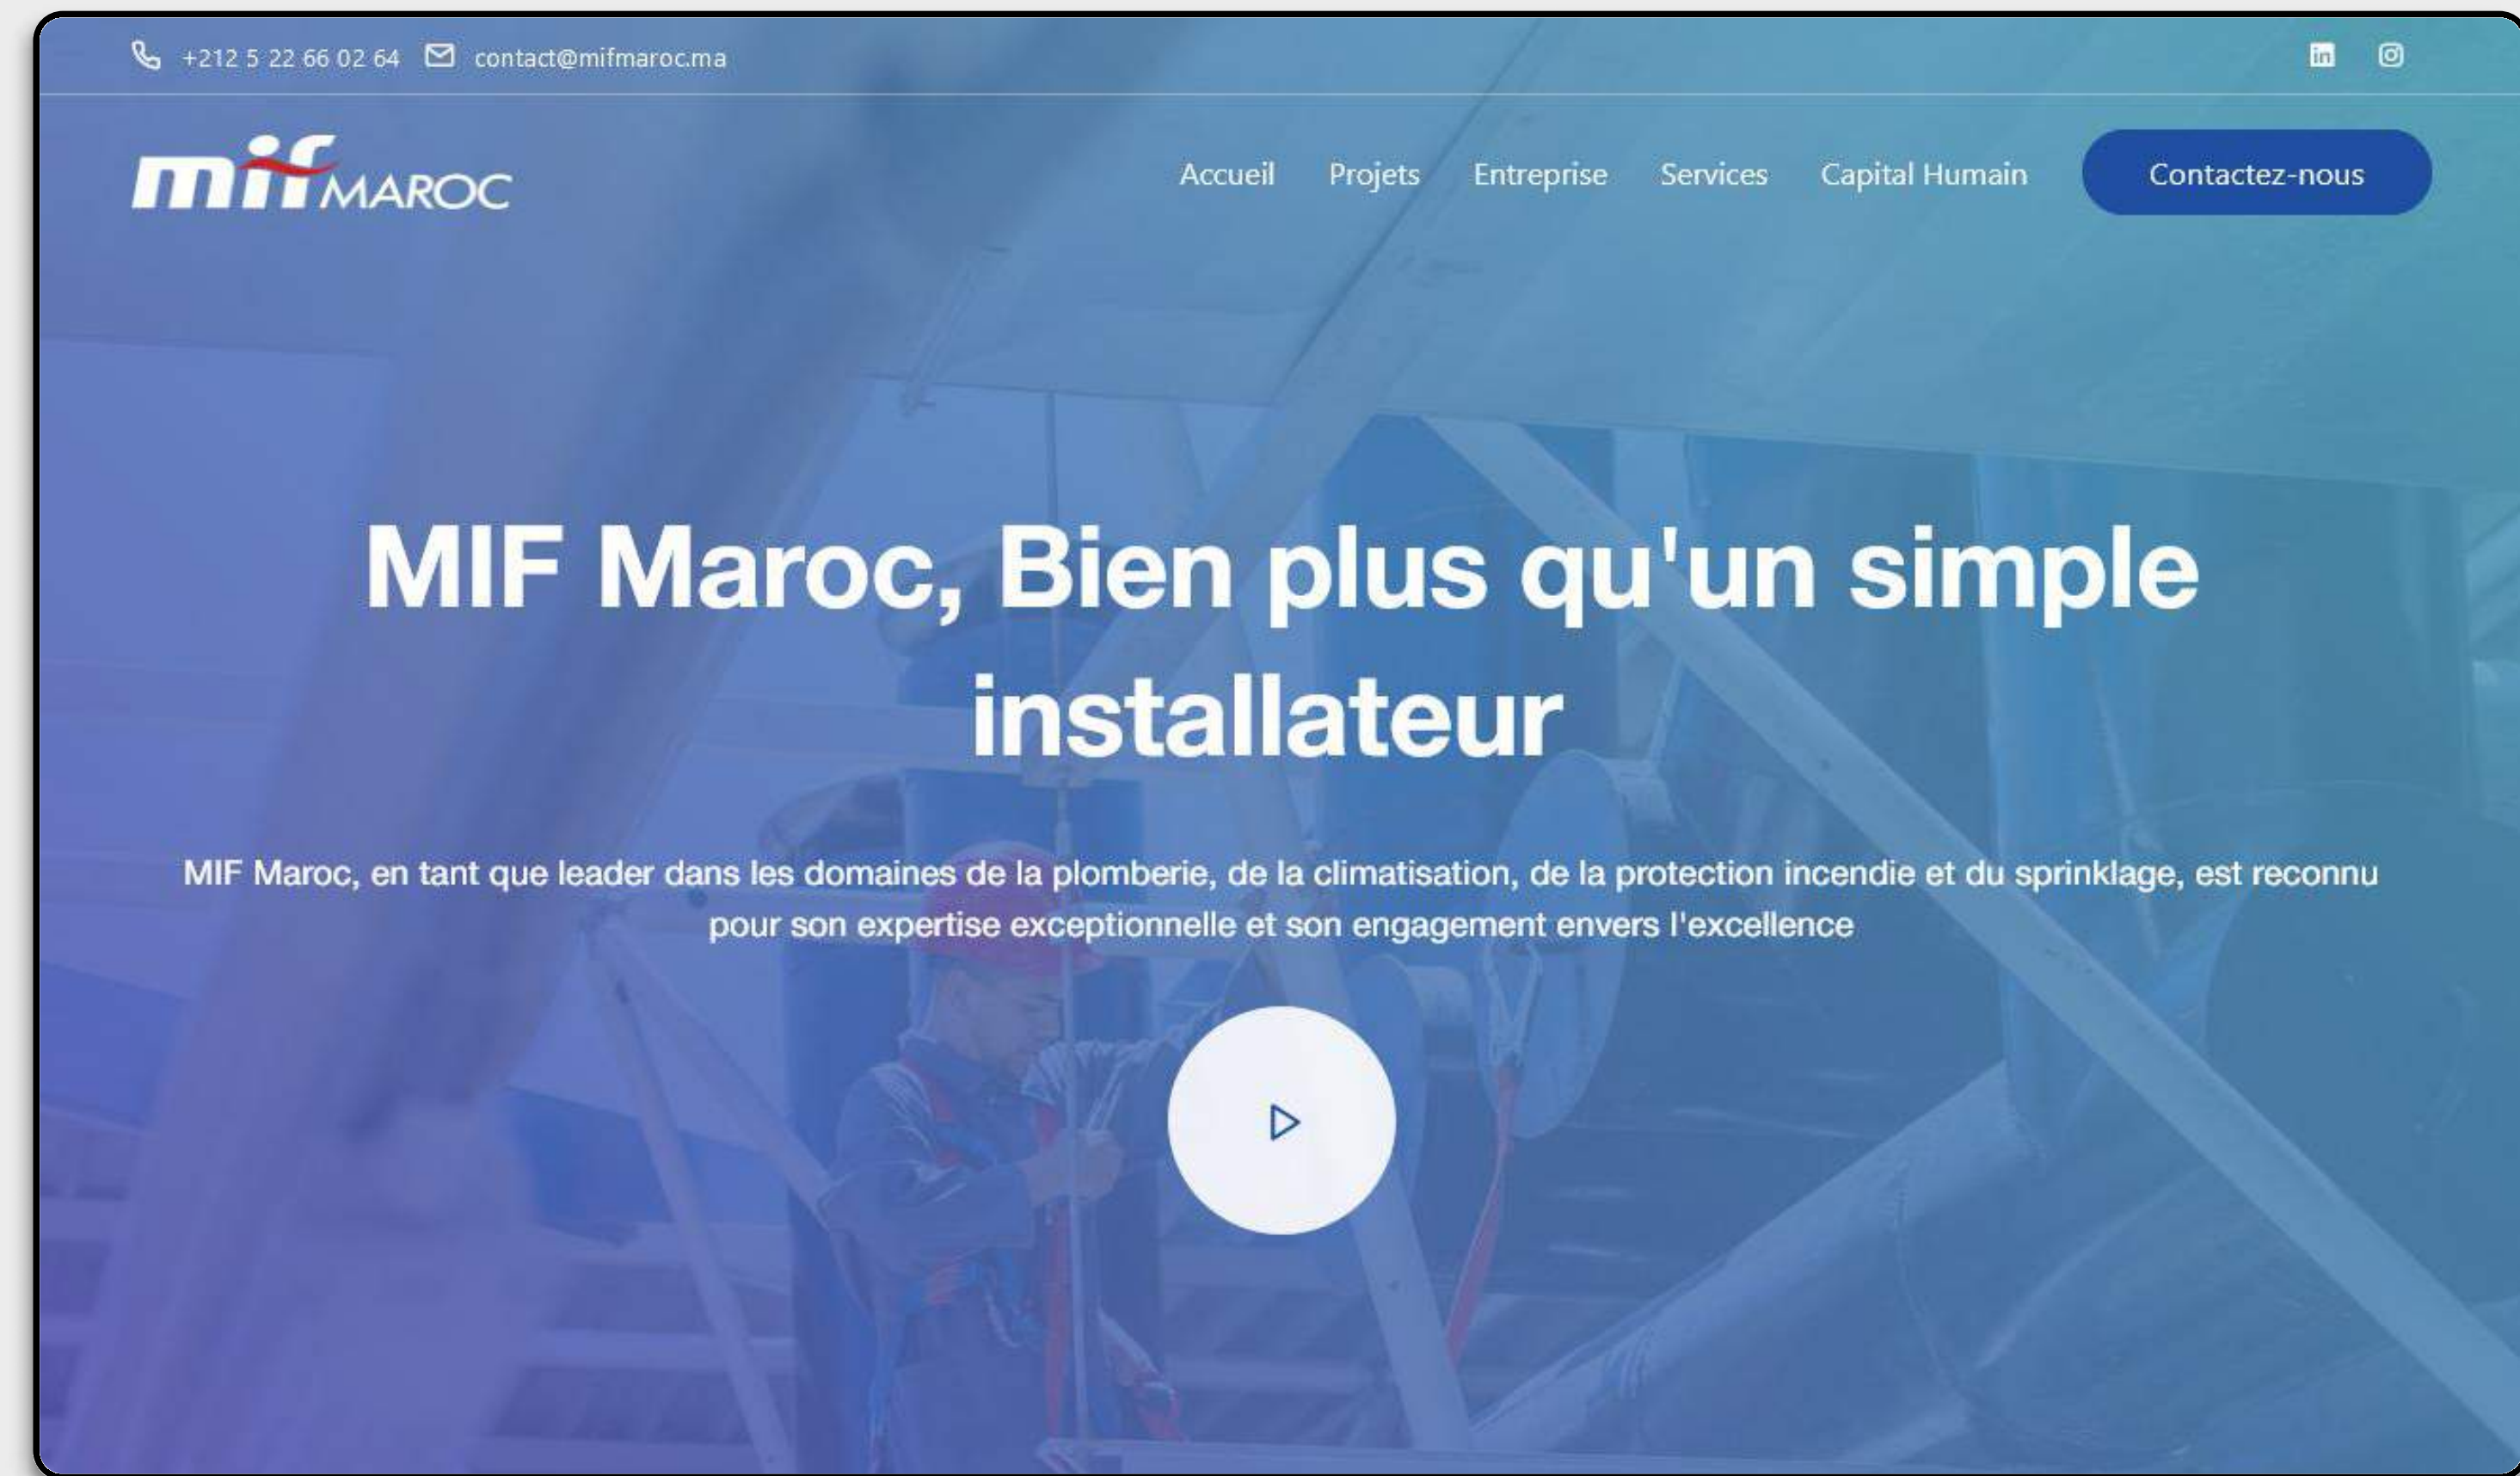 +212 5 22 66 02 64 contact@mifmaroc.ma
mif MAROC
Accueil Projets Entreprise Services Capital Humain Contactez-nous
MIF Maroc, Bien plus qu'un simple
installateur
MIF Maroc, en tant que leader dans les domaines de la plomberie, de la climatisation, de la protection incendie et du sprinklage, est reconnu
pour son expertise exceptionnelle et son engagement envers l'excellence